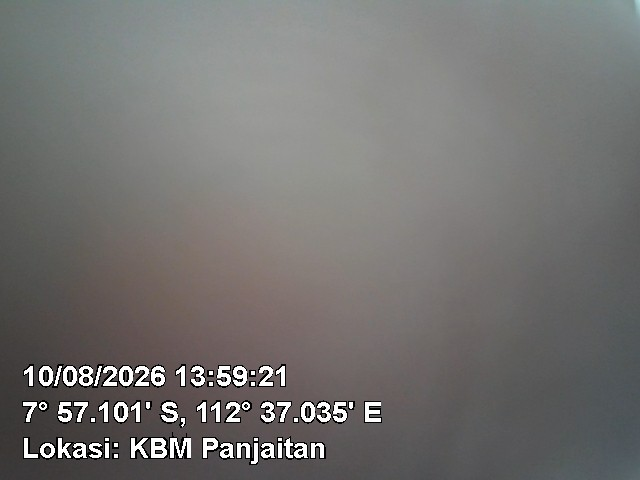 10/08/2026 13:59:21
7° 57.101' S, 112° 37.035' E
Lokasi: KBM Panjaitan